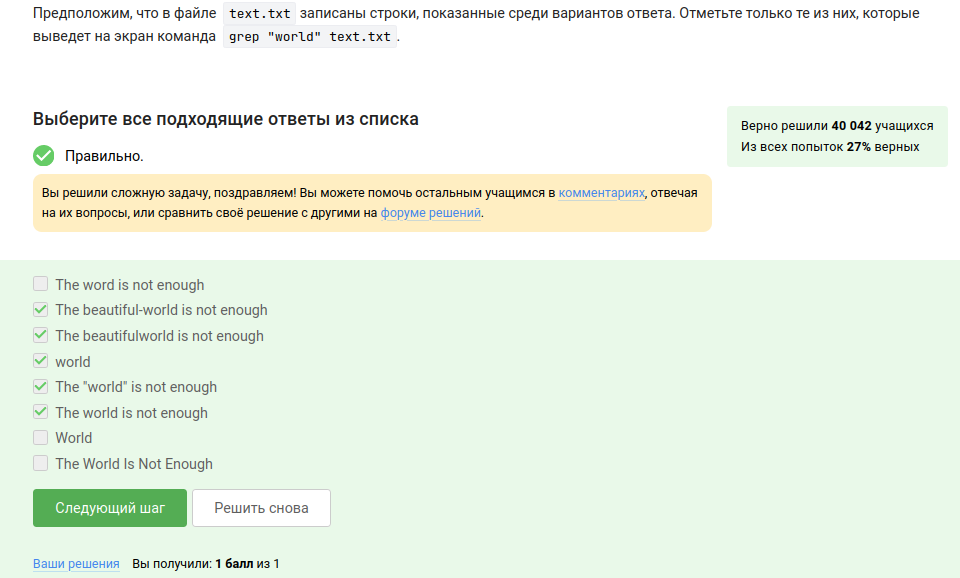 Предположим, что в файле text.txt записаны строки, показанные среди вариантов ответа. Отметьте только те из них, которые
выведет на экран команда grep "world" text.txt.
Выберите все подходящие ответы из списка
Верно решили 40 042 учащихся
Из всех попыток 27% верных
Правильно.
Вы решили сложную задачу, поздравляем! Вы можете помочь остальным учащимся в комментариях, отвечая
на их вопросы, или сравнить своё решение с другими на форуме решений.
The word is not enough
The beautiful-world is not enough
The beautifulworld is not enough
world
The "world" is not enough
The world is not enough
World
The World Is Not Enough
Следующий шаг
Решить снова
Ваши решения Вы получили: 1 балл из 1